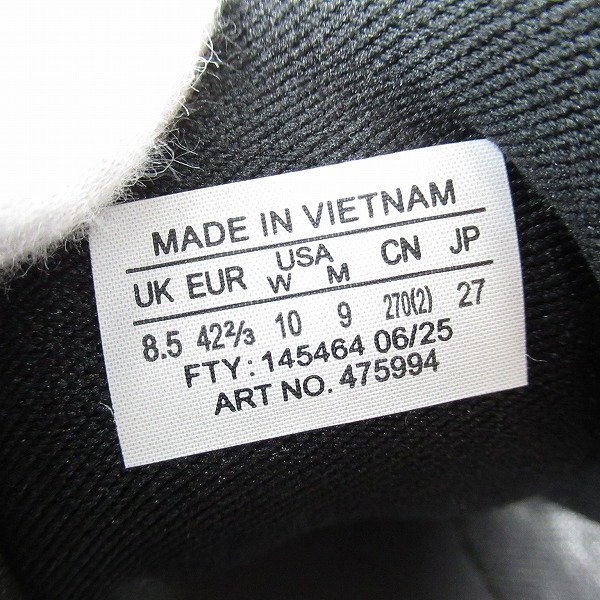 MADE IN VIETNAM
UK EUR USA CN JP
W M
8.5 42⅔ 10 9 270(2) 27
FTY: 145464 06/25
ART NO. 475994